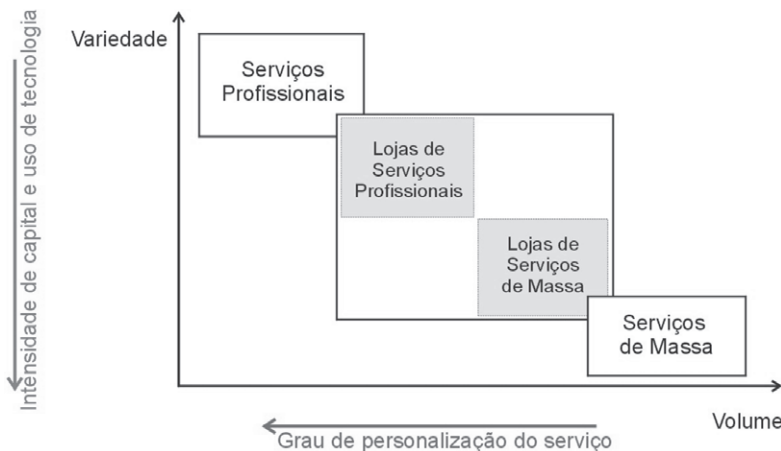 Variedade
Intensidade de capital e uso de tecnologia
Serviços
Profissionais
Lojas de
Serviços
Profissionais
Lojas de
Serviços
de Massa
Serviços
de Massa
Volume
Grau de personalização do serviço